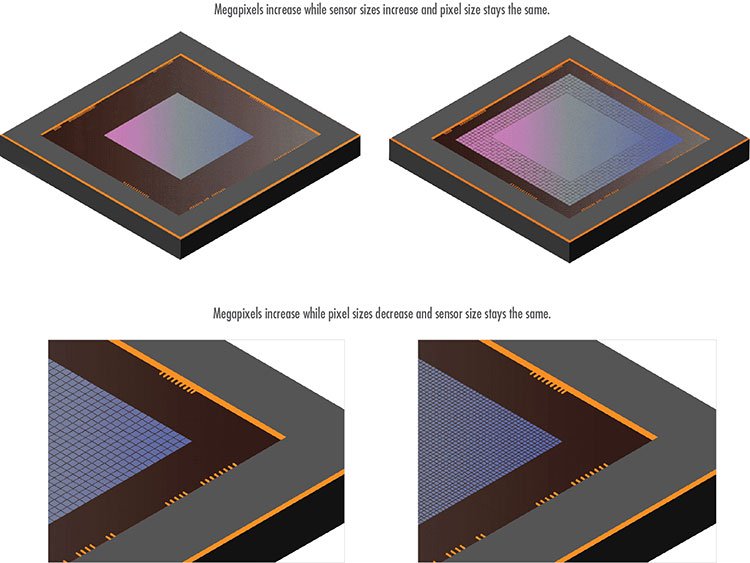 Megapixels increase while sensor sizes increase and pixel size stays the same.
Megapixels increase while pixel sizes decrease and sensor size stays the same.